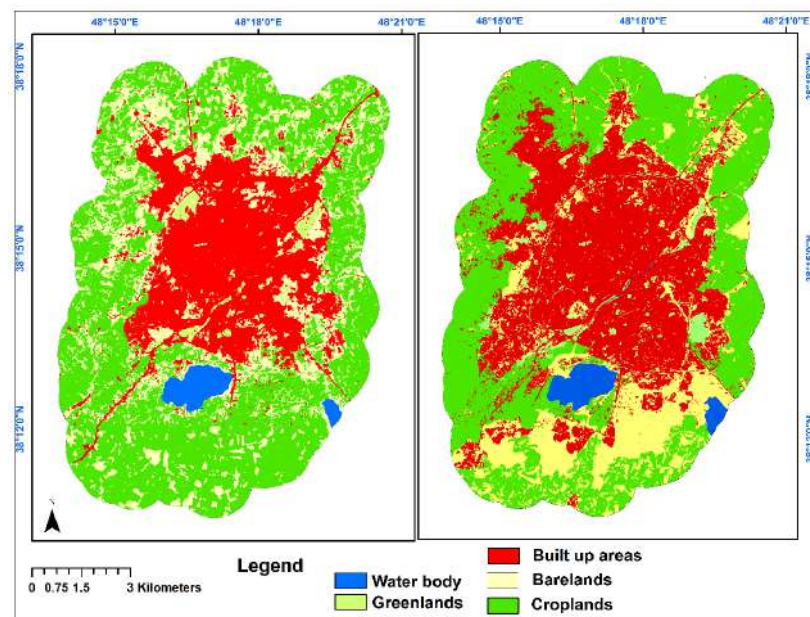 48°15'0"E 48°18'0"E 48°21'0"E 48°15'0"E 48°18'0"E 48°21'0"E
38°18'0"N
38°15'0"N
38°12'0"N
N
Legend
0 0.75 1.5 3 Kilometers
Water body
Greenlands
Built up areas
Barelands
Croplands